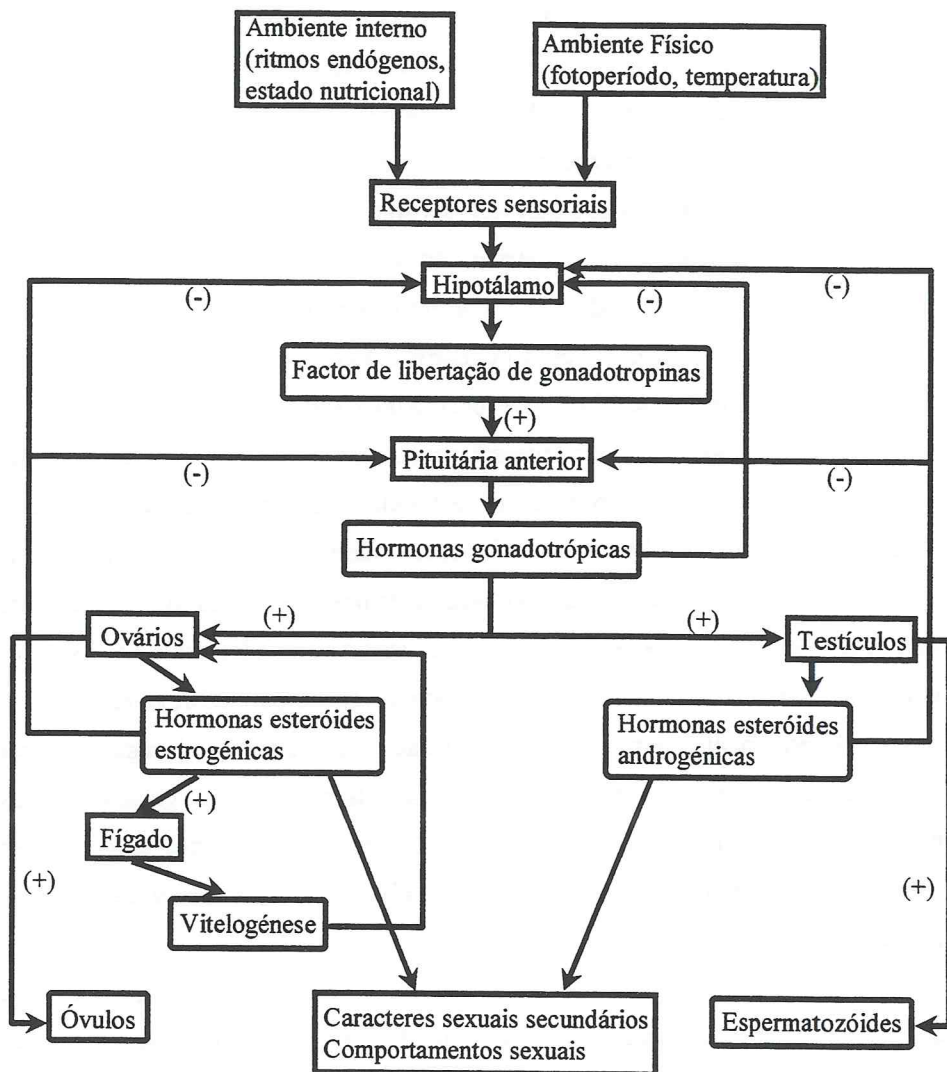 Ambiente interno
(ritmos endógenos,
estado nutricional)
Ambiente Físico
(fotoperíodo, temperatura)
Receptores sensoriais
Hipotálamo
(-)
(-)
(-)
Factor de libertação de gonadotropinas
(+)
Pituitária anterior
(-)
(-)
Hormonas gonadotrópicas
(+)
(+)
Ovários
Testículos
Hormonas esteróides
estrogénicas
Hormonas esteróides
androgénicas
(+)
Fígado
(+)
(+)
Vitelogénese
Óvulos
Caracteres sexuais secundários
Comportamentos sexuais
Espermatozóides